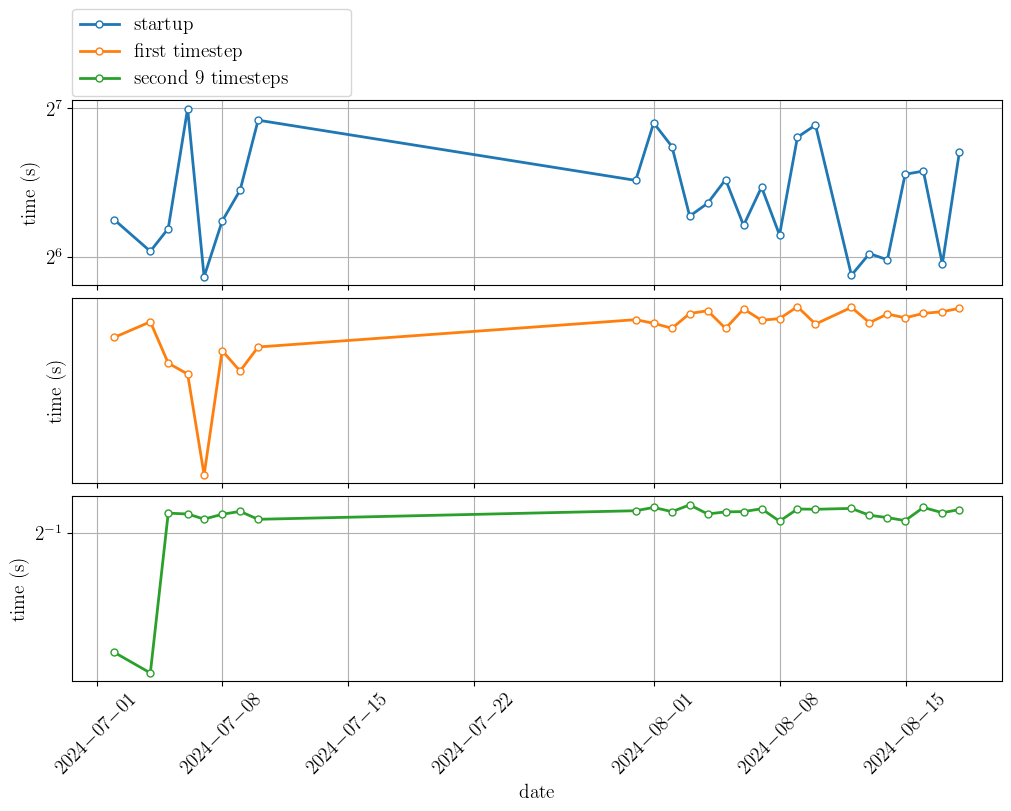 startup
first timestep
second 9 timesteps
2^7
2^6
time (s)
time (s)
2^−1
time (s)
2024−07−01
2024−07−08
2024−07−15
2024−07−22
2024−08−01
2024−08−08
2024−08−15
date